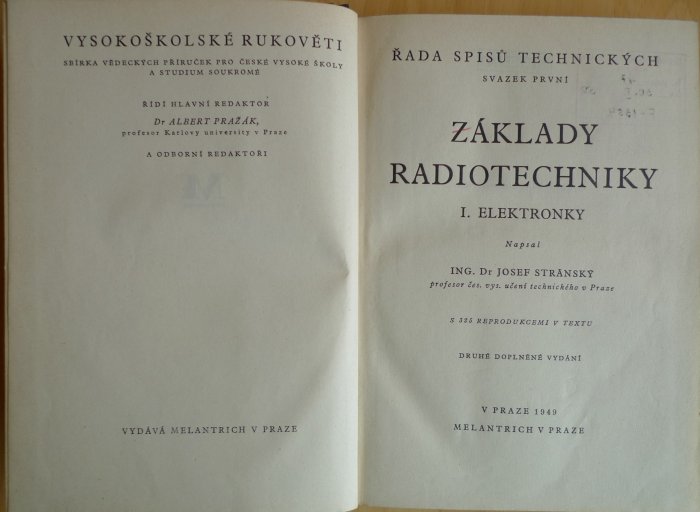 VYSOKOŠKOLSKÉ RUKOVĚTI
SBÍRKA VĚDECKÝCH PŘÍRUČEK PRO ČESKÉ VYSOKÉ ŠKOLY
A STUDIUM SOUKROMÉ
ŘÍDÍ HLAVNÍ REDAKTOR
Dr ALBERT PRAŽÁK,
profesor Karlovy university v Praze
A ODBORNÍ REDAKTOŘI
VYDÁVÁ MELANTRICH V PRAZE
ŘADA SPISŮ TECHNICKÝCH
SVAZEK PRVNÍ
ZÁKLADY
RADIOTECHNIKY
I. ELEKTRONKY
Napsal
ING. Dr JOSEF STRÁNSKÝ
profesor čes. vys. učení technického v Praze
S 325 REPRODUKCEMI V TEXTU
DRUHÉ DOPLNĚNÉ VYDÁNÍ
V PRAZE 1949
MELANTRICH V PRAZE